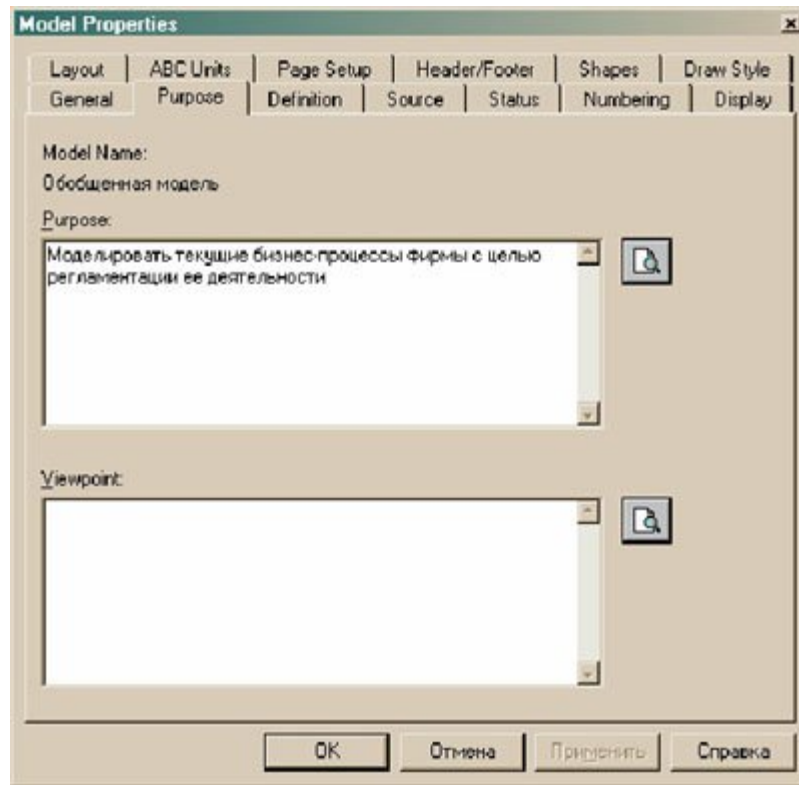 Model Properties
Layout ABC Units Page Setup Header/Footer Shapes Draw Style
General Purpose Definition Source Status Numbering Display
Model Name:
Обобщенная модель
Purpose:
Моделировать текущие бизнес-процессы фирмы с целью
регламентации ее деятельности
Viewpoint:
OK Отмена Применить Справка